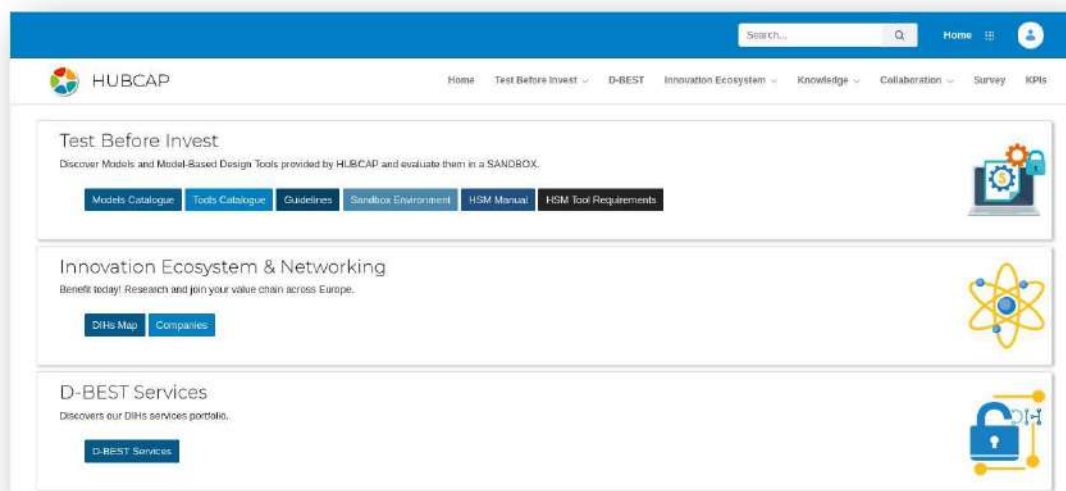 Search...
Home
HUBCAP
Home Test Before Invest D-BEST Innovation Ecosystem Knowledge Collaboration Survey KPIs
Test Before Invest
Discover Models and Model-Based Design Tools provided by HUBCAP and evaluate them in a SANDBOX.
Models Catalogue Tools Catalogue Guidelines Sandbox Environment HSM Manual HSM Tool Requirements
$
Innovation Ecosystem & Networking
Benefit today! Research and join your value chain across Europe.
DIHs Map Companies
D-BEST Services
Discovers our DIHs services portfolio.
DIH
D-BEST Services